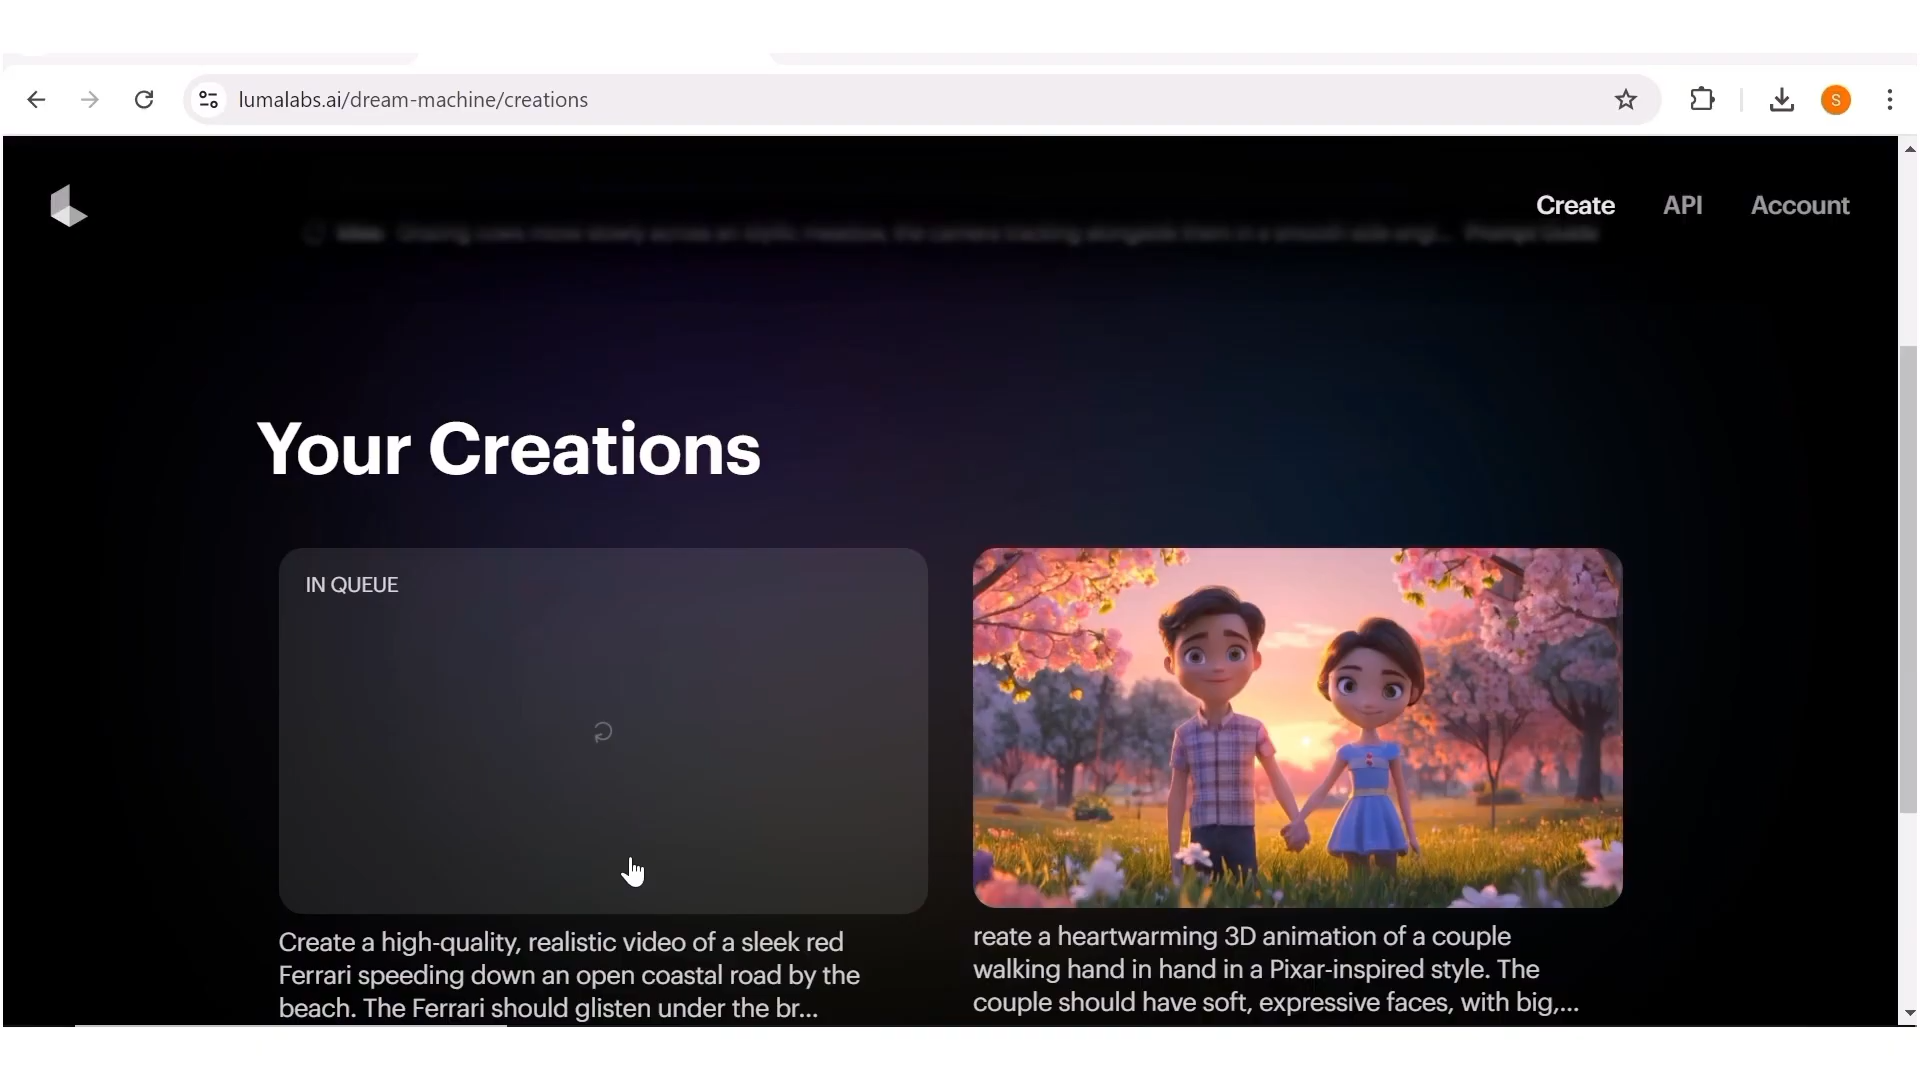 lumalabs.ai/dream-machine/creations
S
Create API Account
Your Creations
IN QUEUE
Create a high-quality, realistic video of a sleek red
Ferrari speeding down an open coastal road by the
beach. The Ferrari should glisten under the br...
reate a heartwarming 3D animation of a couple
walking hand in hand in a Pixar-inspired style. The
couple should have soft, expressive faces, with big,...